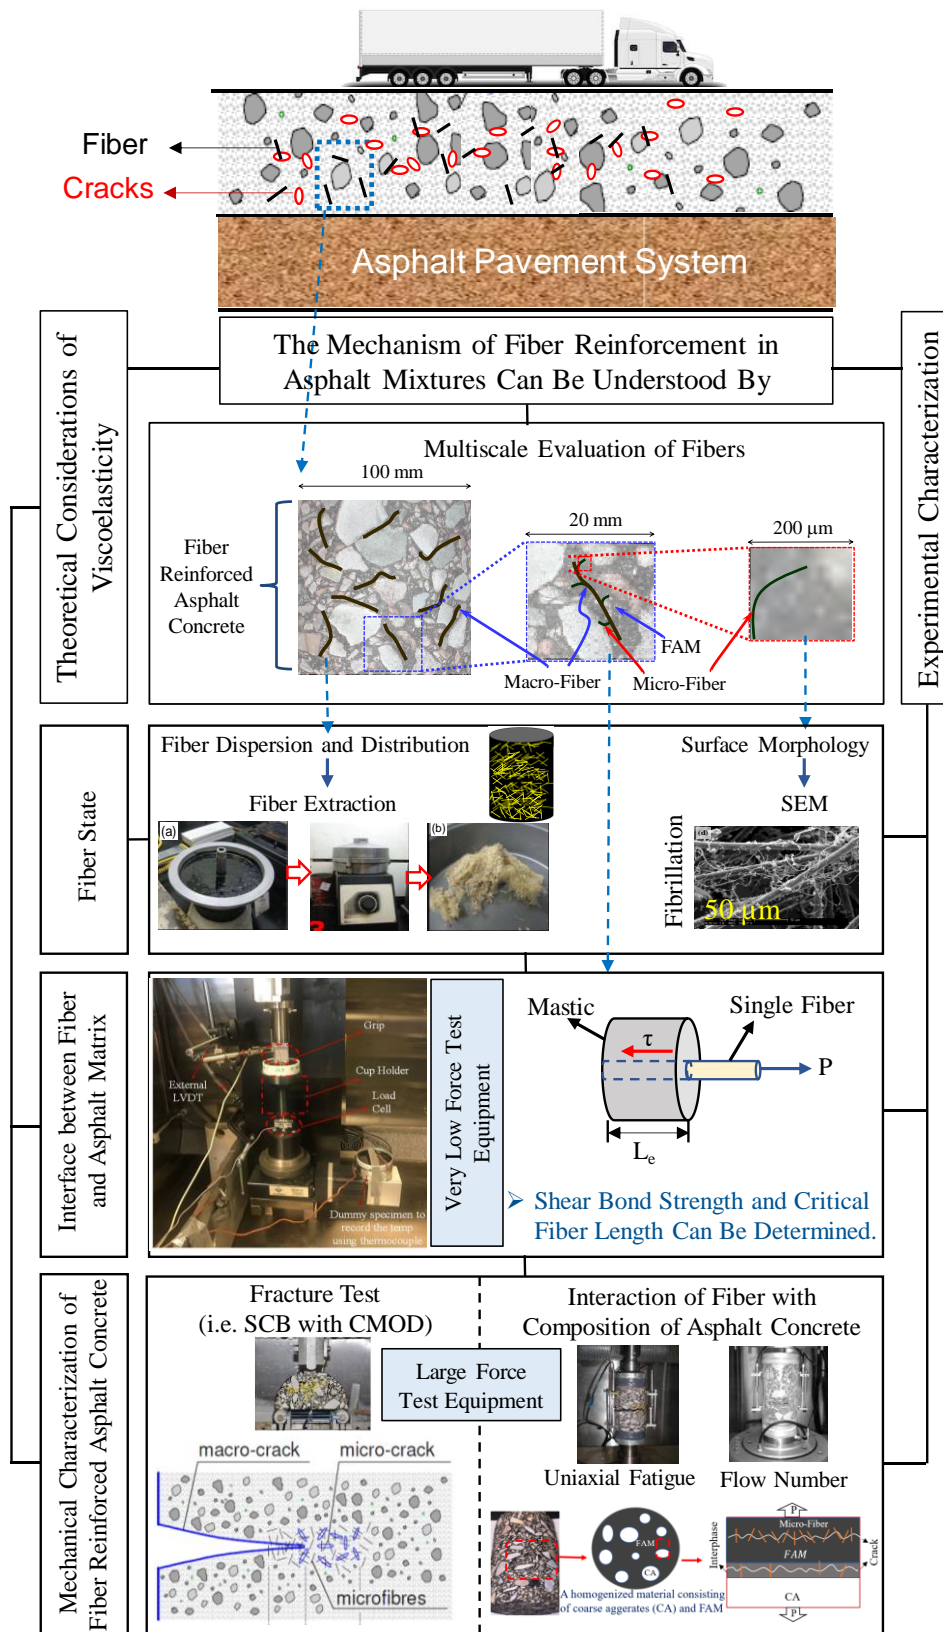 Fiber
Cracks
Asphalt Pavement System
The Mechanism of Fiber Reinforcement in
Asphalt Mixtures Can Be Understood By
Theoretical Considerations of
Viscoelasticity
Experimental Characterization
Multiscale Evaluation of Fibers
100 mm
20 mm
200 μm
Fiber
Reinforced
Asphalt
Concrete
FAM
Macro-Fiber
Micro-Fiber
Fiber State
Fiber Dispersion and Distribution
Fiber Extraction
(a)
(b)
Surface Morphology
SEM
Fibrillation
(d)
50 μm
Interface between Fiber
and Asphalt Matrix
Grip
External
LVDT
Cup Holder
Load
Cell
Dummy specimen to
record the temp
using thermocouple
Very Low Force Test
Equipment
Mastic
Single Fiber
τ
P
Le
➢ Shear Bond Strength and Critical
Fiber Length Can Be Determined.
Mechanical Characterization of
Fiber Reinforced Asphalt Concrete
Fracture Test
(i.e. SCB with CMOD)
Large Force
Test Equipment
macro-crack
micro-crack
microfibres
Interaction of Fiber with
Composition of Asphalt Concrete
Uniaxial Fatigue
Flow Number
FAM
CA
A homogenized material consisting
of coarse aggerates (CA) and FAM
P
Micro-Fiber
FAM
CA
P
Interphase
Crack